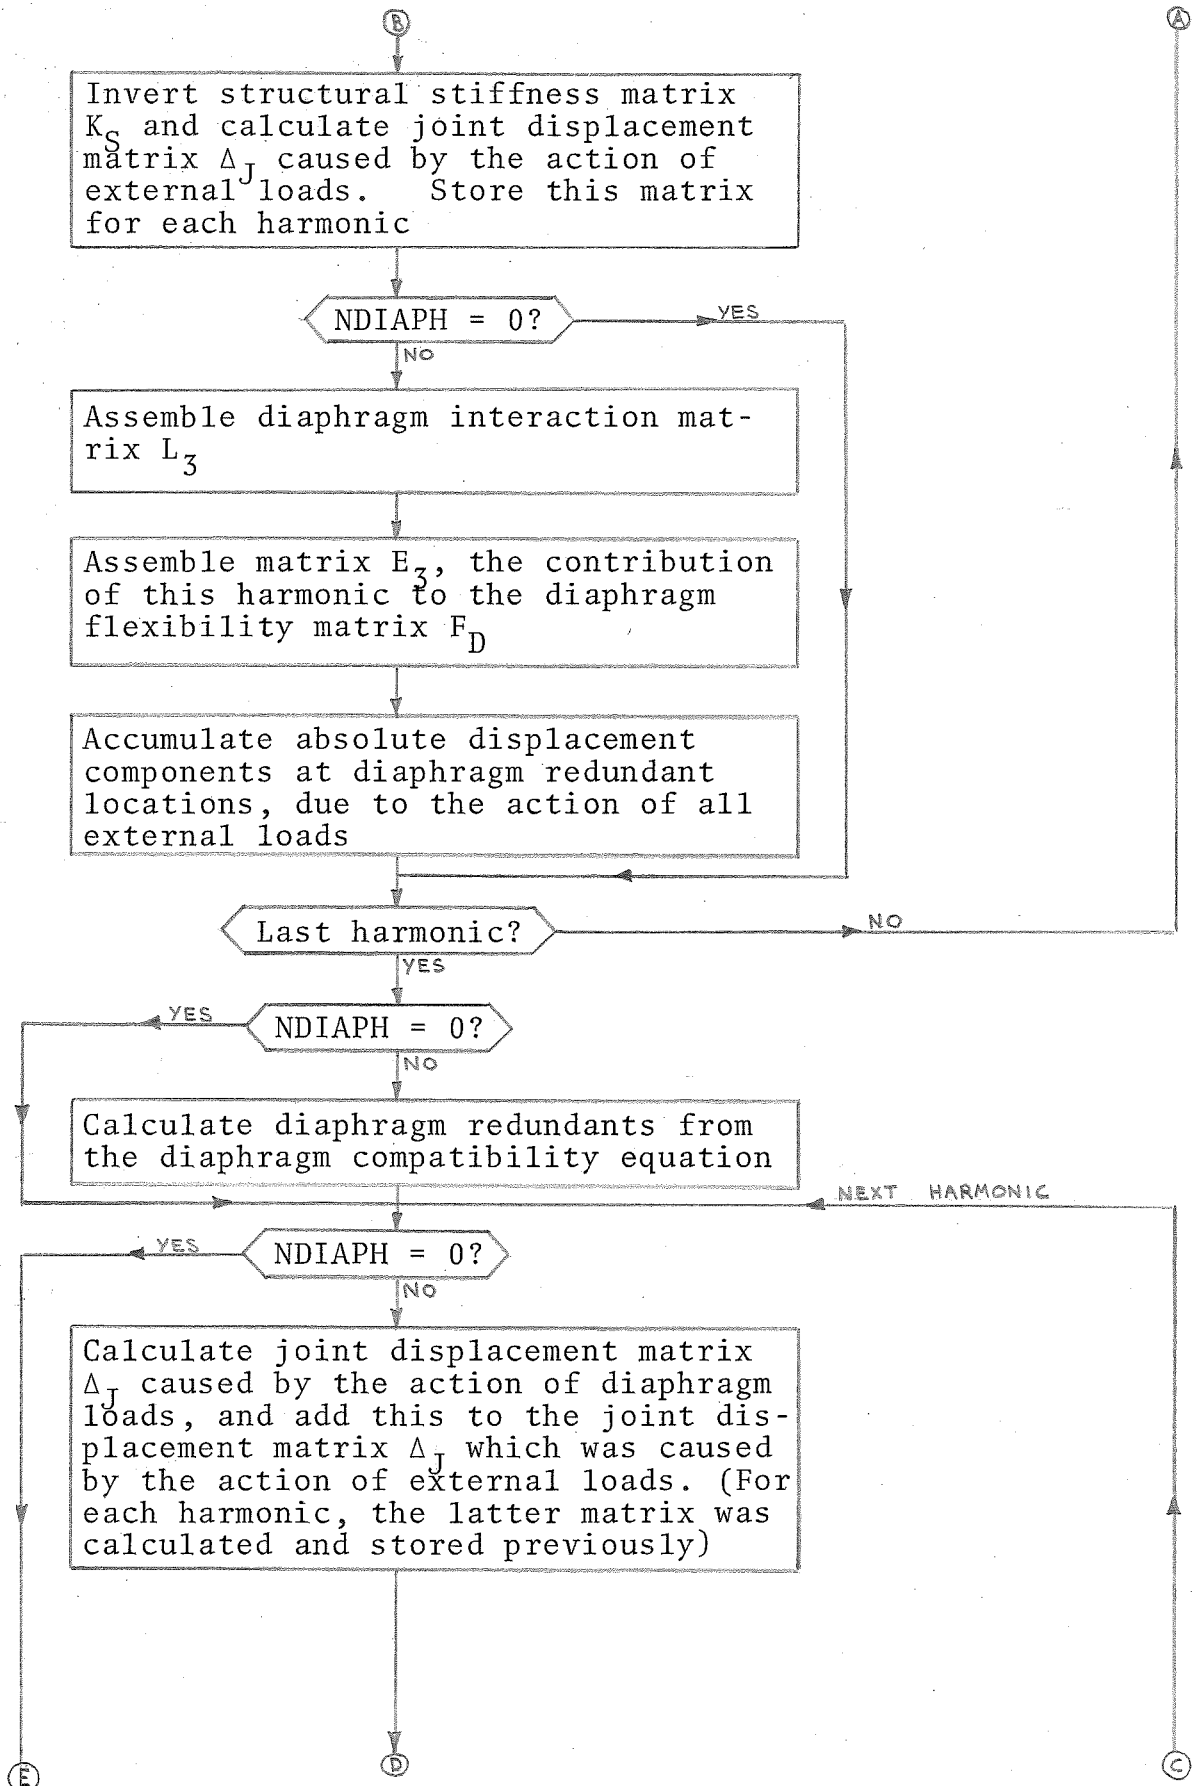 B
A
Invert structural stiffness matrix
K_S and calculate joint displacement
matrix Δ_J caused by the action of
external loads. Store this matrix
for each harmonic
NDIAPH = 0?
YES
NO
Assemble diaphragm interaction mat-
rix L_3
Assemble matrix E_3, the contribution
of this harmonic to the diaphragm
flexibility matrix F_D
Accumulate absolute displacement
components at diaphragm redundant
locations, due to the action of all
external loads
Last harmonic?
NO
YES
YES
NDIAPH = 0?
NO
Calculate diaphragm redundants from
the diaphragm compatibility equation
NEXT HARMONIC
YES
NDIAPH = 0?
NO
Calculate joint displacement matrix
Δ_J caused by the action of diaphragm
loads, and add this to the joint dis-
placement matrix Δ_J which was caused
by the action of external loads. (For
each harmonic, the latter matrix was
calculated and stored previously)
E
D
C